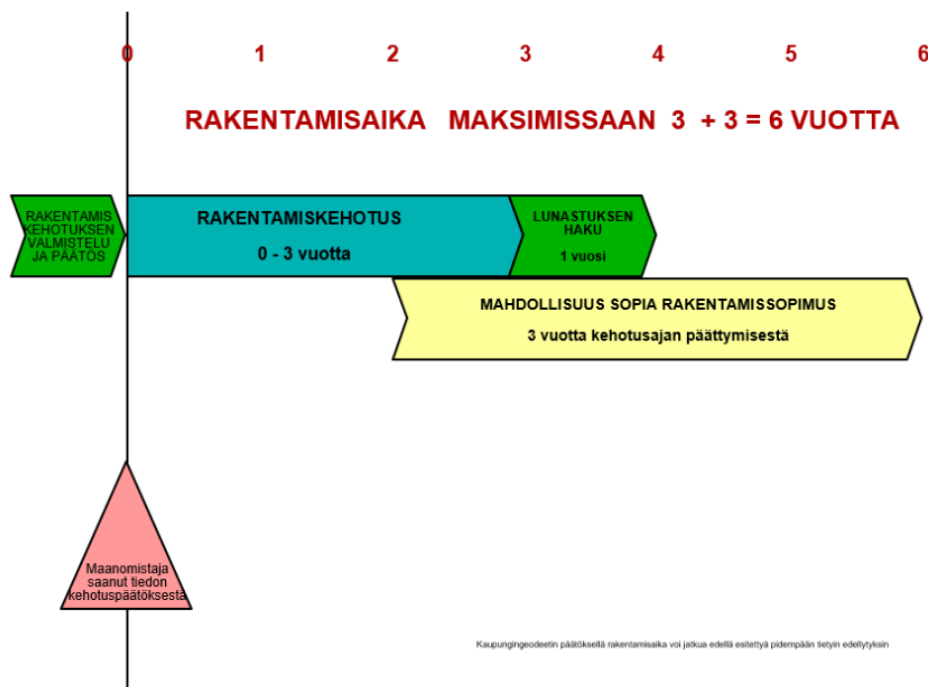 0 1 2 3 4 5 6
RAKENTAMISAIKA MAKSIMISSAAN 3 + 3 = 6 VUOTTA
RAKENTAMIS
KEHOTUKSEN
VALMISTELU
JA PÄÄTÖS
RAKENTAMISKEHOTUS
0 - 3 vuotta
LUNASTUKSEN
HAKU
1 vuosi
MAHDOLLISUUS SOPIA RAKENTAMISSOPIMUS
3 vuotta kehotusajan päättymisestä
Maanomistaja
saanut tiedon
kehotuspäätöksestä
Kaupungingeodeetin päätöksellä rakentamisaika voi jatkua edellä esitettyä pidempään tietyin edellytyksin